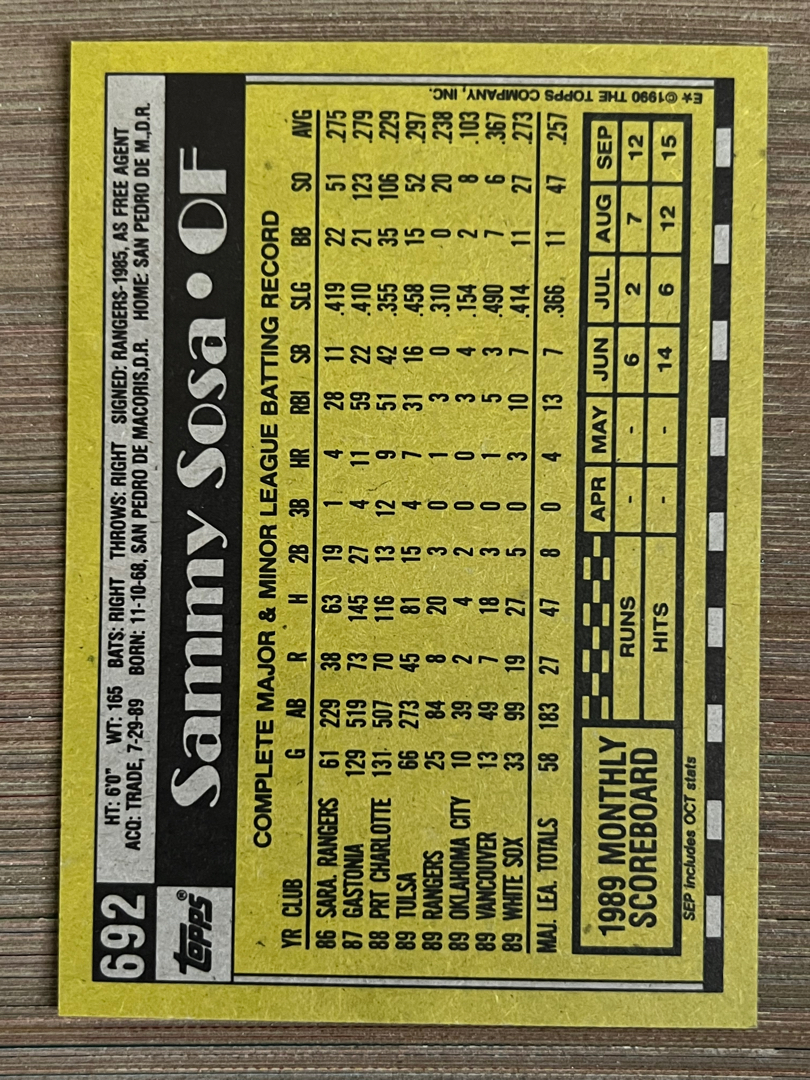 692
HT: 6'0" WT: 165 BATS: RIGHT THROWS: RIGHT SIGNED: RANGERS-1985, AS FREE AGENT
ACQ: TRADE, 7-29-89 BORN: 11-10-68, SAN PEDRO DE MACORIS,D.R. HOME: SAN PEDRO DE M.,D.R.
topps® Sammy Sosa • OF
COMPLETE MAJOR & MINOR LEAGUE BATTING RECORD
YR CLUB G AB R H 2B 3B HR RBI SB SLG BB SO AVG
86 SARA. RANGERS 61 229 38 63 19 1 4 28 11 .419 22 51 .275
87 GASTONIA 129 519 73 145 27 4 11 59 22 .410 21 123 .279
88 PRT CHARLOTTE 131 507 70 116 13 12 9 51 42 .355 35 106 .229
89 TULSA 66 273 45 81 15 4 7 31 16 .458 15 52 .297
89 RANGERS 25 84 8 20 3 0 1 3 0 .310 0 20 .238
89 OKLAHOMA CITY 10 39 2 4 2 0 0 3 4 .154 2 8 .103
89 VANCOUVER 13 49 7 18 3 0 1 5 3 .490 7 6 .367
89 WHITE SOX 33 99 19 27 5 0 3 10 7 .414 11 27 .273
MAJ. LEA. TOTALS 58 183 27 47 8 0 4 13 7 .366 11 47 .257
1989 MONTHLY SCOREBOARD
APR MAY JUN JUL AUG SEP
RUNS - - 6 2 7 12
HITS - - 14 6 12 15
SEP includes OCT stats
E* © 1990 THE TOPPS COMPANY, INC.